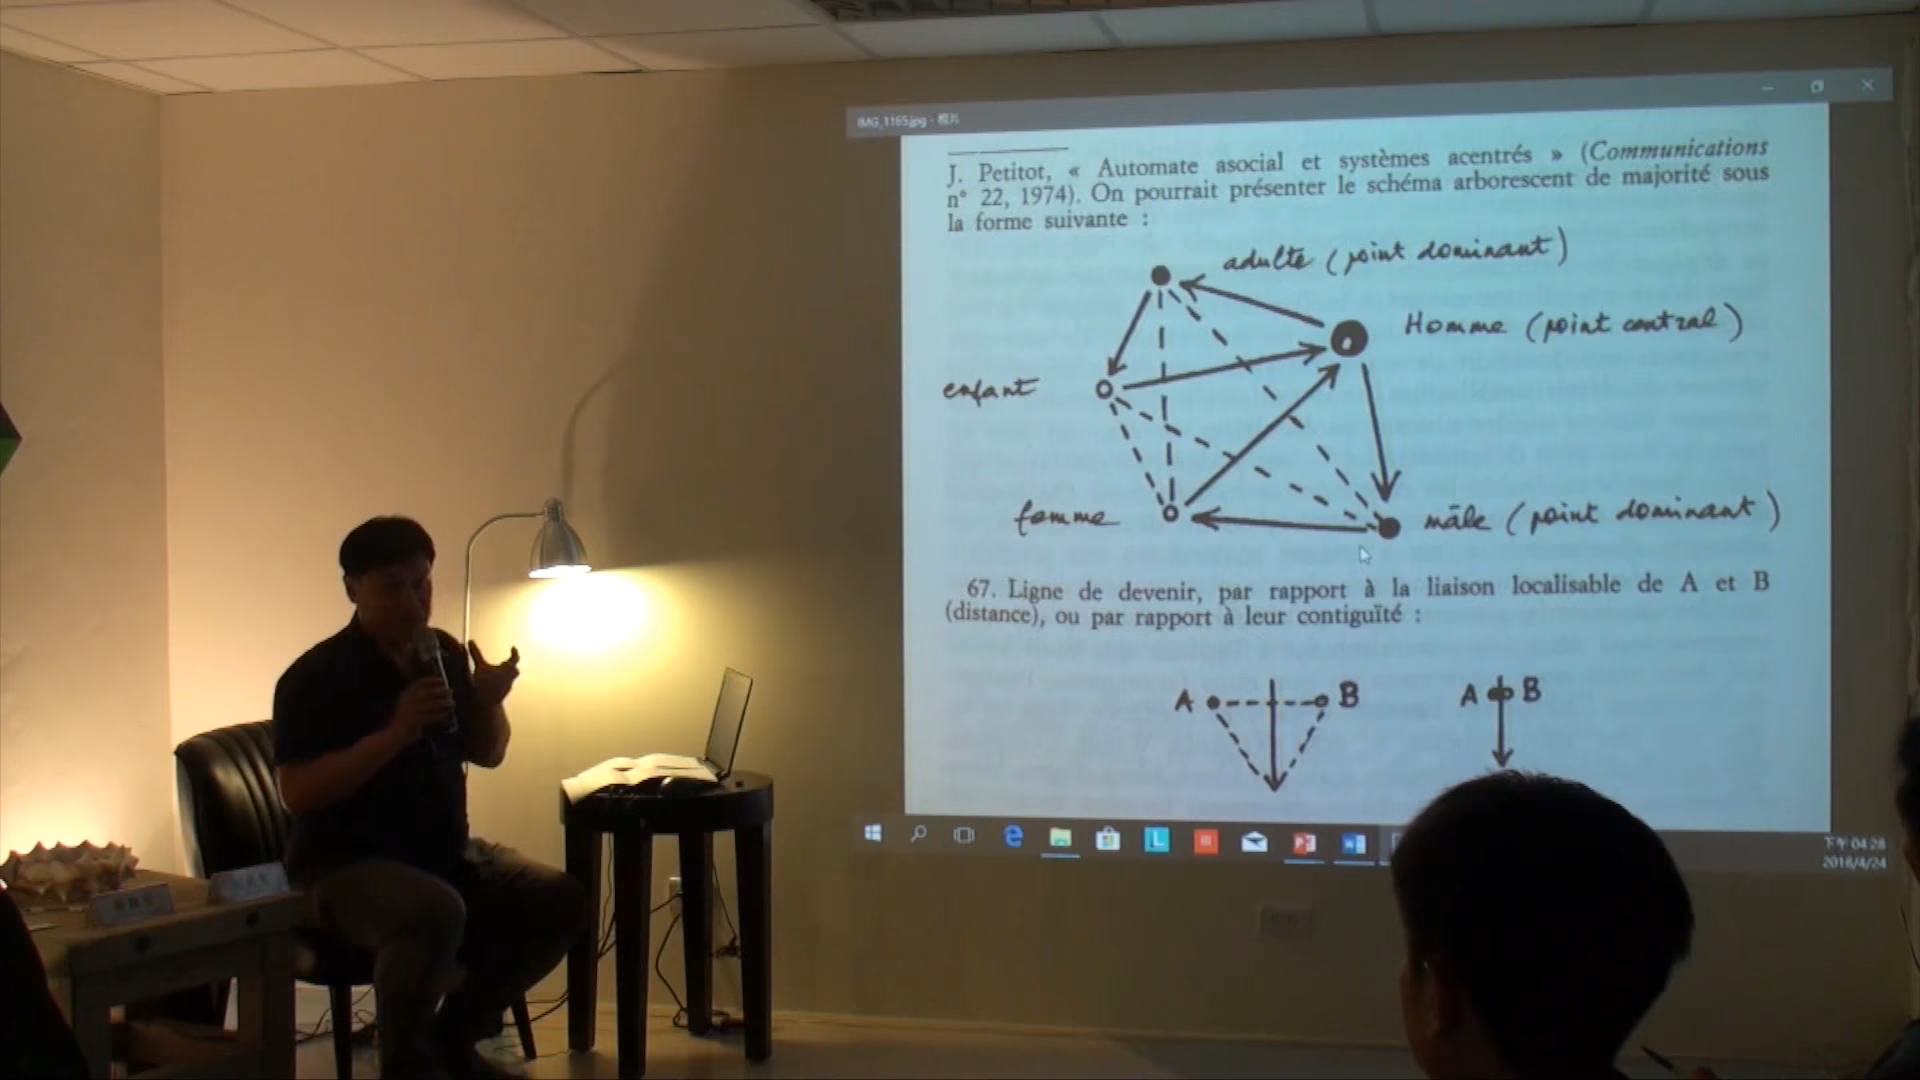 IMG_1165.jpg - 相片
J. Petitot, « Automate asocial et systèmes acentrés » (Communications
n° 22, 1974). On pourrait présenter le schéma arborescent de majorité sous
la forme suivante :
adulte (point dominant)
Homme (point central)
enfant
femme
mâle (point dominant)
67. Ligne de devenir, par rapport à la liaison localisable de A et B
(distance), ou par rapport à leur contiguïté :
A B
A B
下午 04:28
2018/4/24